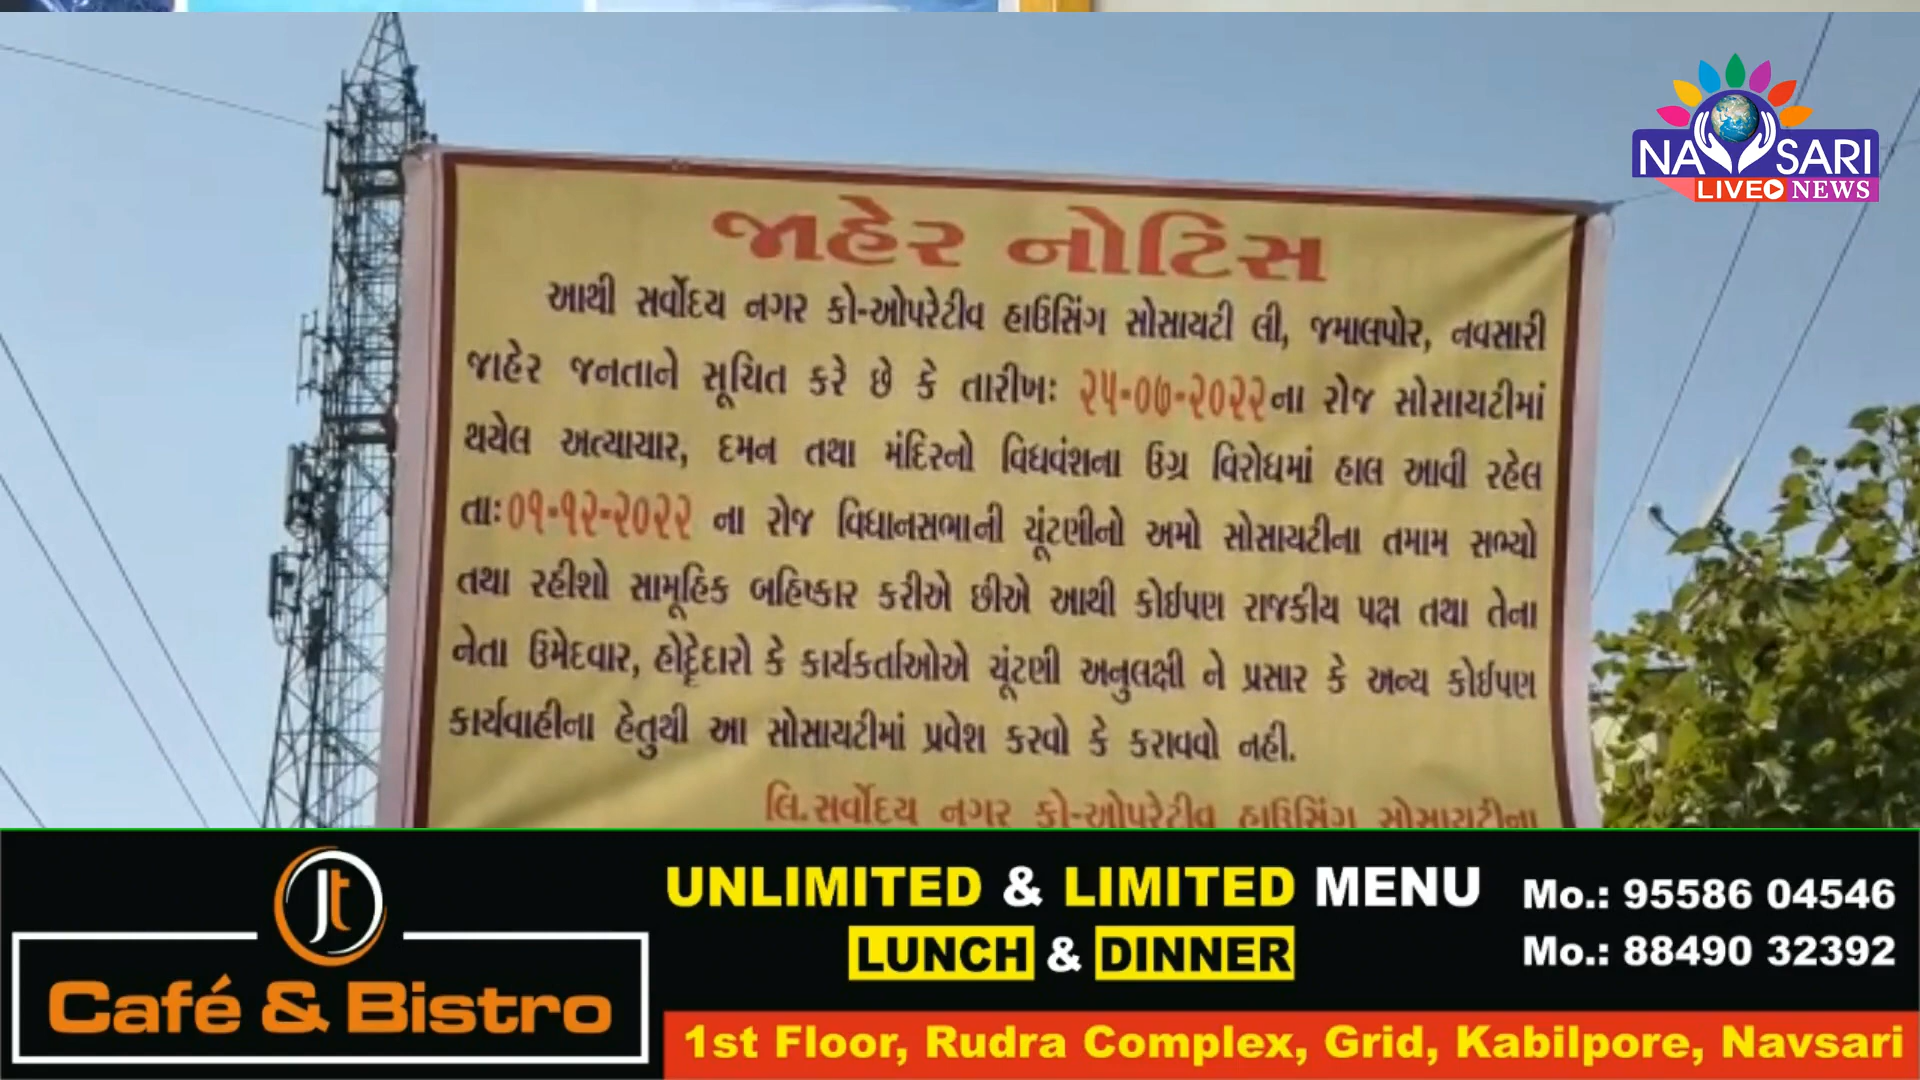 NAVSARI
LIVE NEWS
જાહેર નોટિસ
આથી સર્વોદય નગર કો-ઓપરેટીવ હાઉસિંગ સોસાયટી લી, જમાલપોર, નવસારી
જાહેર જનતાને સૂચિત કરે છે કે તારીખઃ ૨૫-૦૭-૨૦૨૨ના રોજ સોસાયટીમાં
થયેલ અત્યાચાર, દમન તથા મંદિરનો વિધવંશના ઉગ્ર વિરોધમાં હાલ આવી રહેલ
તાઃ૦૧-૧૨-૨૦૨૨ ના રોજ વિધાનસભાની ચૂંટણીનો અમો સોસાયટીના તમામ સભ્યો
તથા રહીશો સામૂહિક બહિષ્કાર કરીએ છીએ આથી કોઈપણ રાજકીય પક્ષ તથા તેના
નેતા ઉમેદવાર, હોદ્દેદારો કે કાર્યકર્તાઓએ ચૂંટણી અનુલક્ષી ને પ્રસાર કે અન્ય કોઈપણ
કાર્યવાહીના હેતુથી આ સોસાયટીમાં પ્રવેશ કરવો કે કરાવવો નહી.
લિ.સર્વોદય નગર કો-ઓપરેટીવ હાઉસિંગ સોસાયટીના
Jt
Café & Bistro
UNLIMITED & LIMITED MENU
LUNCH & DINNER
Mo.: 95586 04546
Mo.: 88490 32392
1st Floor, Rudra Complex, Grid, Kabilpore, Navsari